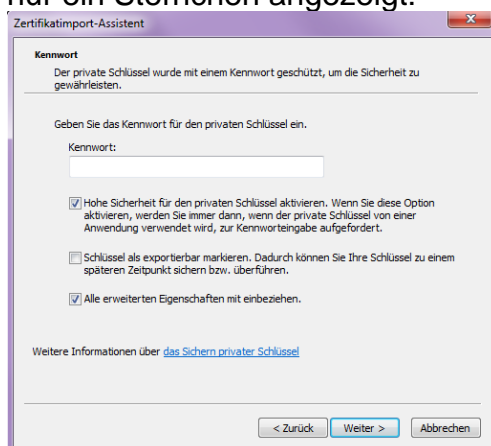 nur ein Sternchen angezeigt.
Zertifikatimport-Assistent
Kennwort
Der private Schlüssel wurde mit einem Kennwort geschützt, um die Sicherheit zu
gewährleisten.
Geben Sie das Kennwort für den privaten Schlüssel ein.
Kennwort:
Hohe Sicherheit für den privaten Schlüssel aktivieren. Wenn Sie diese Option
aktivieren, werden Sie immer dann, wenn der private Schlüssel von einer
Anwendung verwendet wird, zur Kennworteingabe aufgefordert.
Schlüssel als exportierbar markieren. Dadurch können Sie Ihre Schlüssel zu einem
späteren Zeitpunkt sichern bzw. überführen.
Alle erweiterten Eigenschaften mit einbeziehen.
Weitere Informationen über das Sichern privater Schlüssel
< Zurück Weiter > Abbrechen